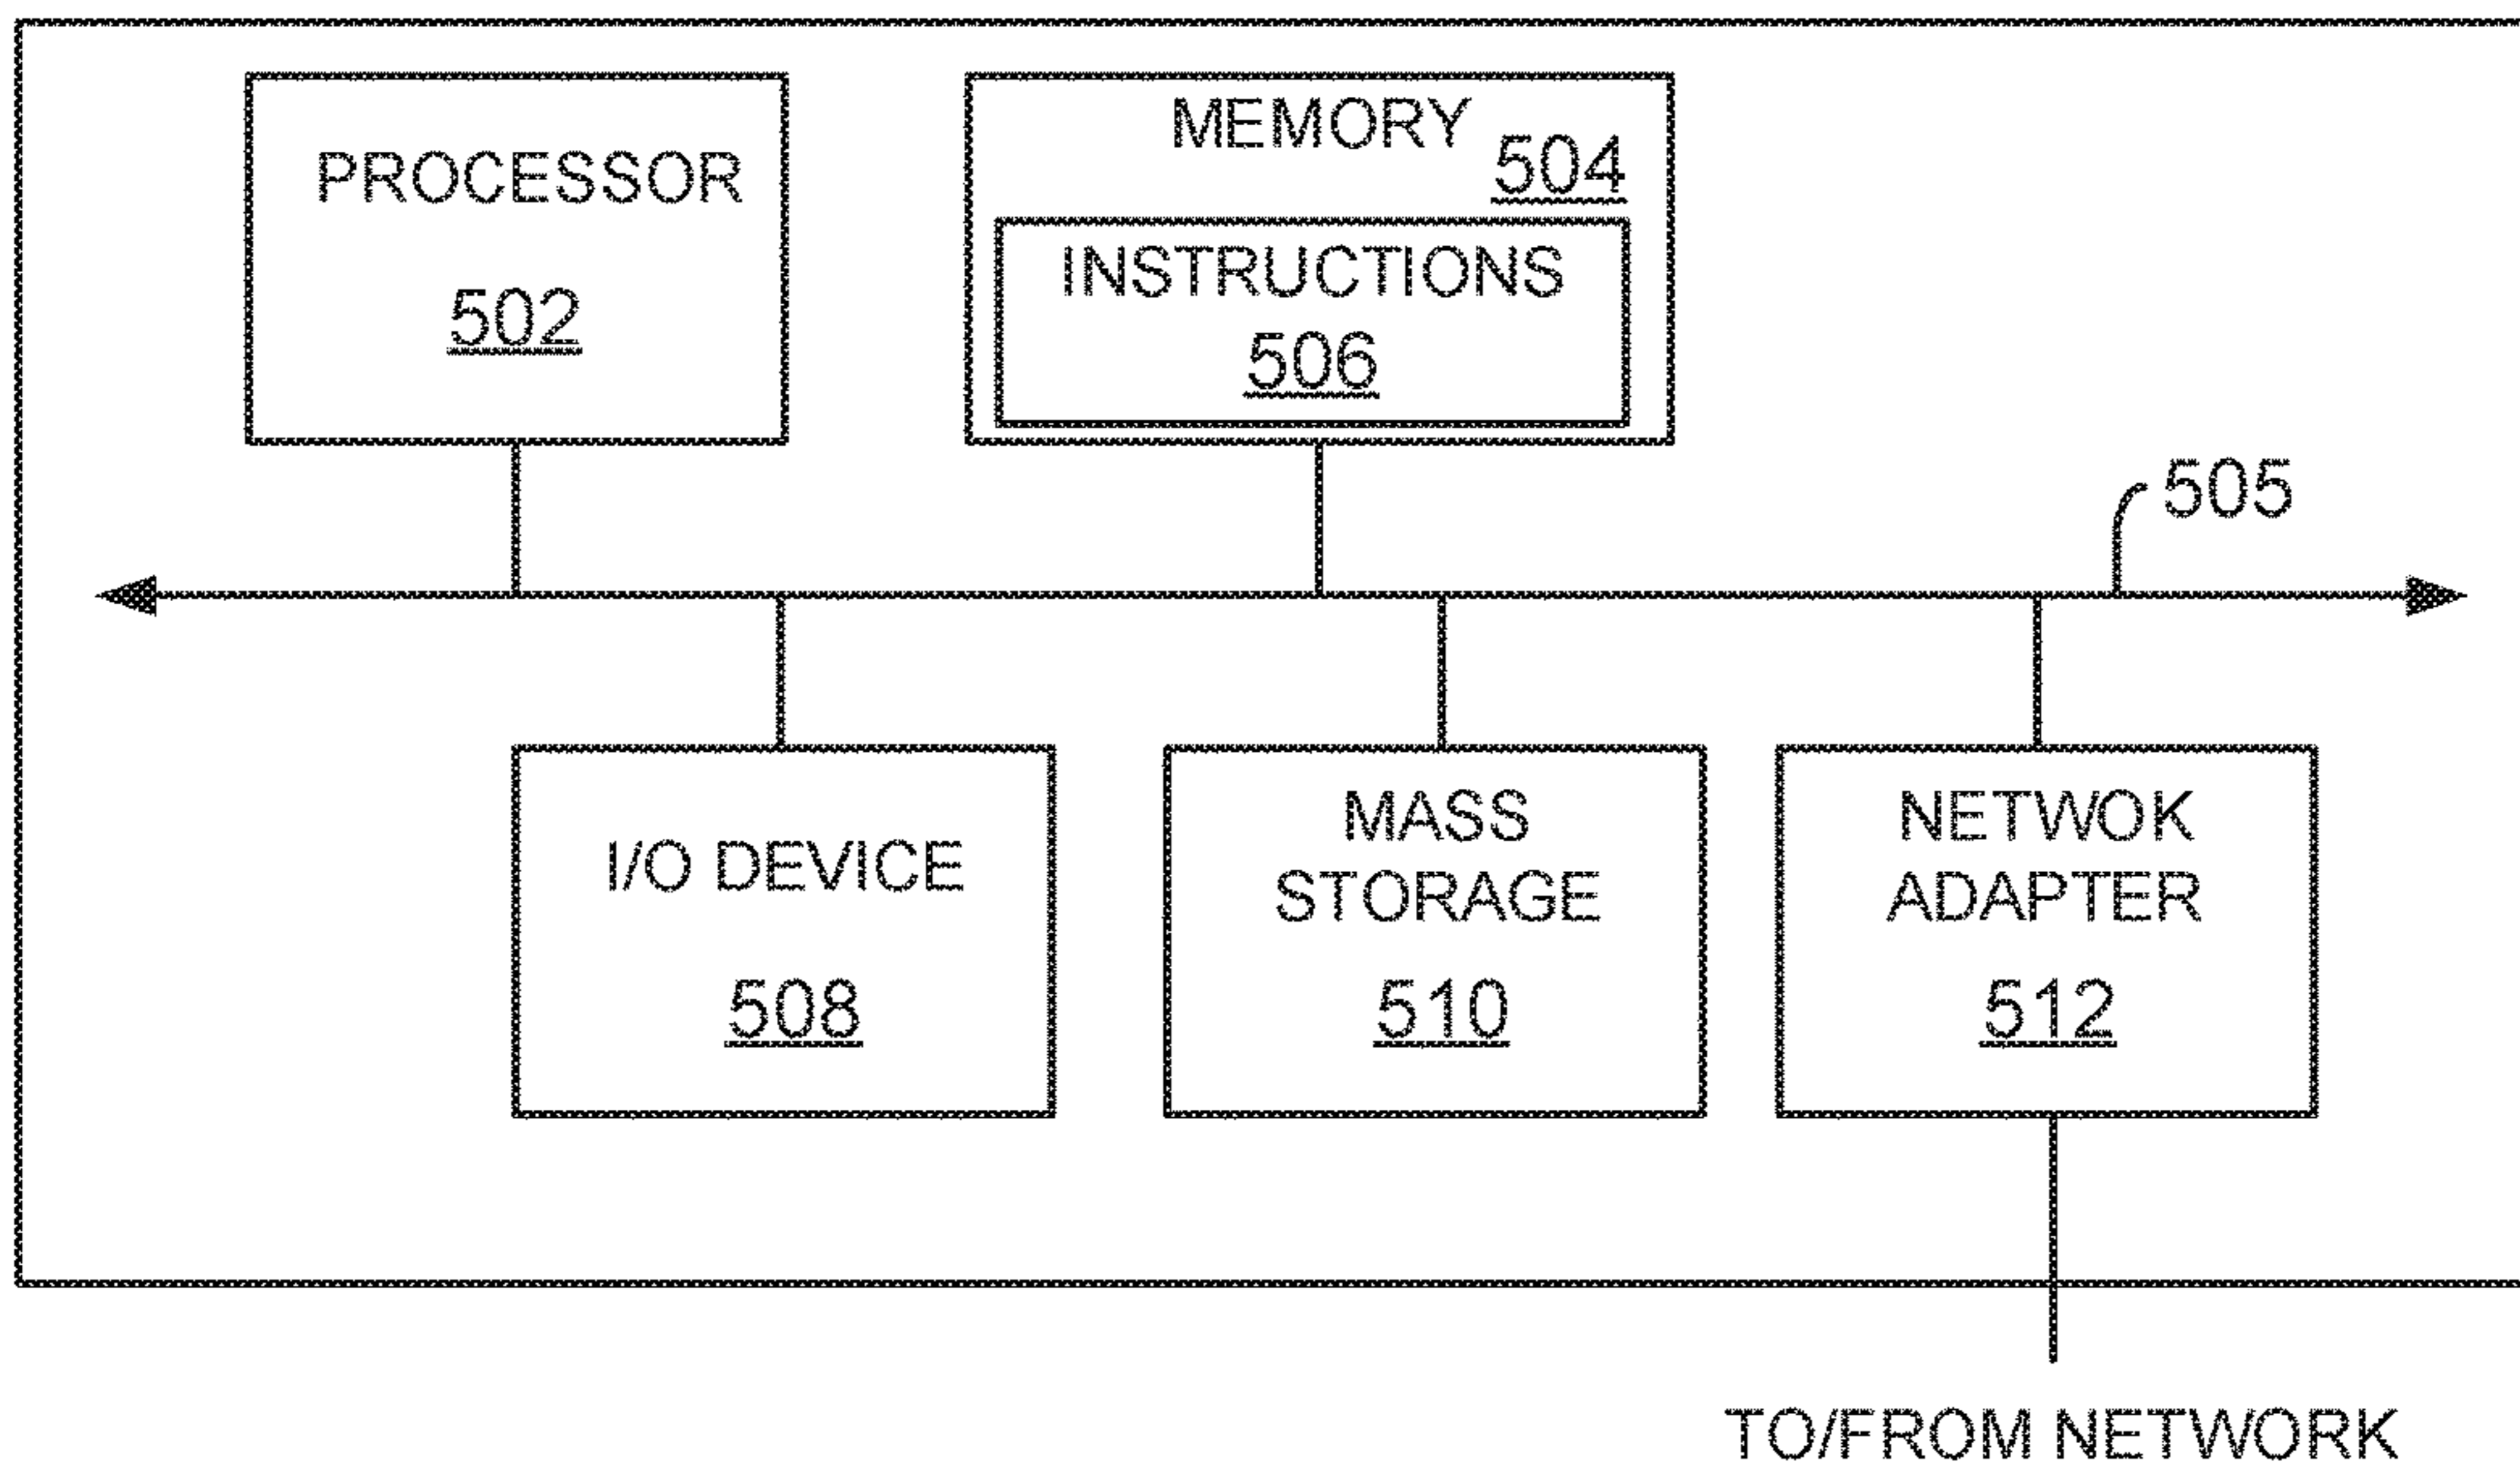 PROCESSOR
502
MEMORY
504
INSTRUCTIONS
506
505
I/O DEVICE
508
MASS
STORAGE
510
NETWOK
ADAPTER
512
TO/FROM NETWORK